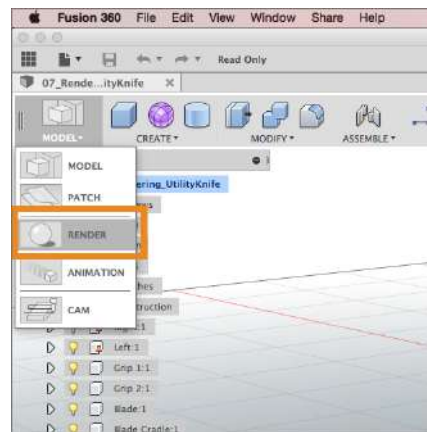 Fusion 360 File Edit View Window Share Help
Read Only
07_Rende...ityKnife
MODEL CREATE MODIFY ASSEMBLE
MODEL
ering_UtilityKnife
PATCH
RENDER
ANIMATION
ches
CAM
truction
Left:1
Grip 1:1
Grip 2:1
Blade:1
Blade Cradle:1